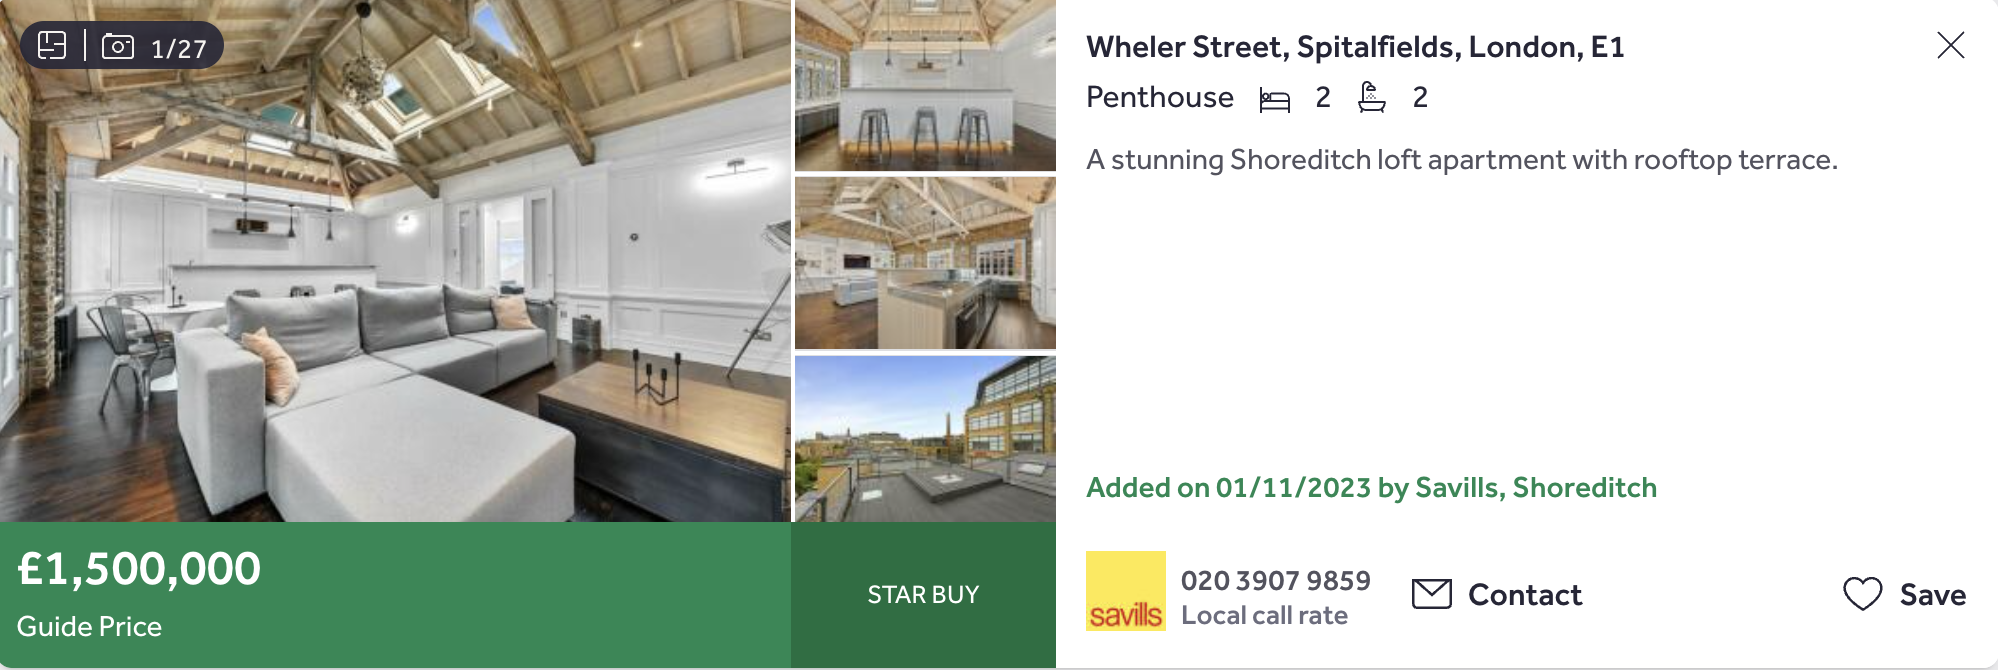 1/27
£1,500,000
Guide Price
STAR BUY
Wheler Street, Spitalfields, London, E1
Penthouse 2 2
A stunning Shoreditch loft apartment with rooftop terrace.
Added on 01/11/2023 by Savills, Shoreditch
savills
020 3907 9859
Local call rate
Contact
Save